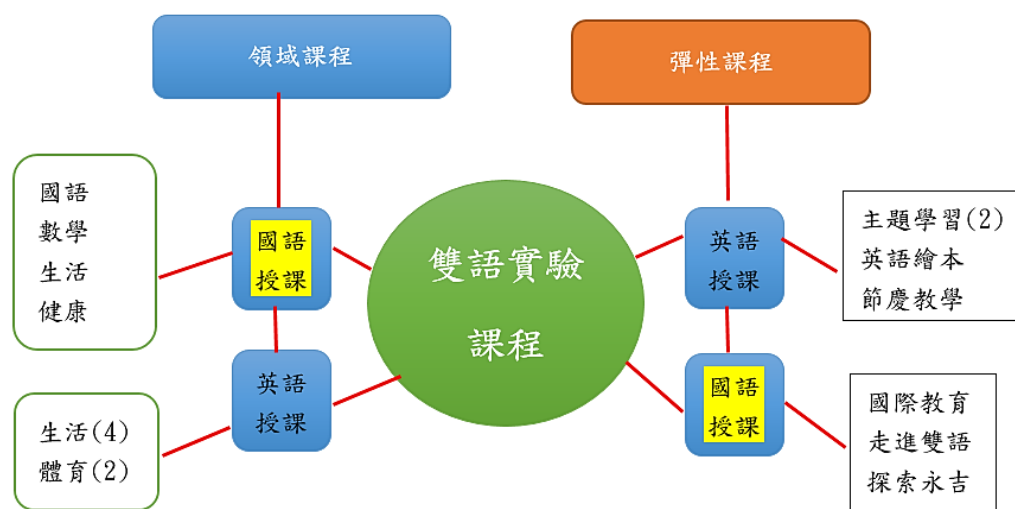 領域課程
彈性課程
國語
數學
生活
健康
國語
授課
雙語實驗
課程
英語
授課
主題學習(2)
英語繪本
節慶教學
生活(4)
體育(2)
英語
授課
國語
授課
國際教育
走進雙語
探索永吉